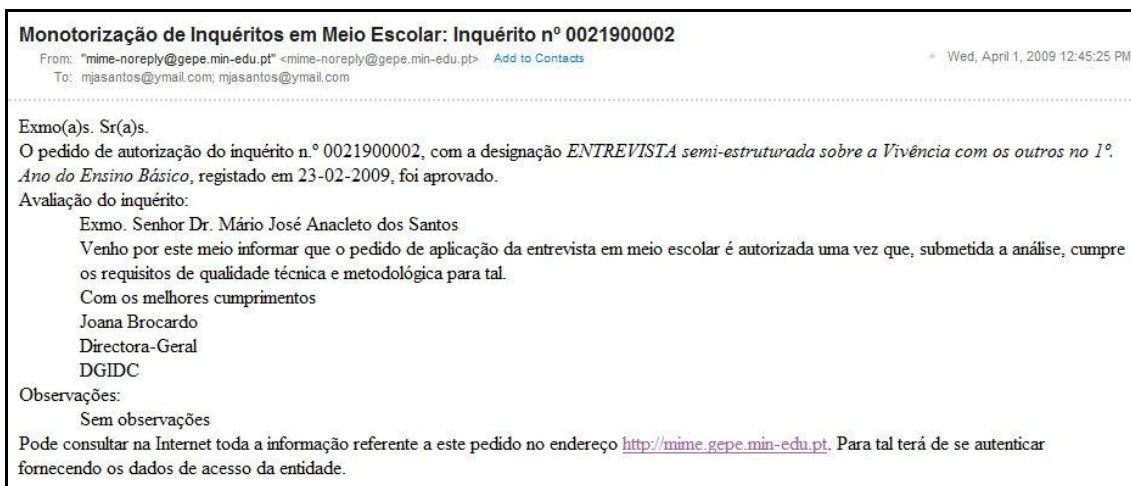 Monotorização de Inquéritos em Meio Escolar: Inquérito nº 0021900002
From: "mime-noreply@gepe.min-edu.pt" <mime-noreply@gepe.min-edu.pt> Add to Contacts
Wed, April 1, 2009 12:45:25 PM
To: mjasantos@ymail.com; mjasantos@ymail.com
Exmo(a)s. Sr(a)s.
O pedido de autorização do inquérito n.º 0021900002, com a designação ENTREVISTA semi-estruturada sobre a Vivência com os outros no 1º.
Ano do Ensino Básico, registado em 23-02-2009, foi aprovado.
Avaliação do inquérito:
Exmo. Senhor Dr. Mário José Anacleto dos Santos
Venho por este meio informar que o pedido de aplicação da entrevista em meio escolar é autorizada uma vez que, submetida a análise, cumpre
os requisitos de qualidade técnica e metodológica para tal.
Com os melhores cumprimentos
Joana Brocardo
Directora-Geral
DGIDC
Observações:
Sem observações
Pode consultar na Internet toda a informação referente a este pedido no endereço http://mime.gepe.min-edu.pt. Para tal terá de se autenticar
fornecendo os dados de acesso da entidade.